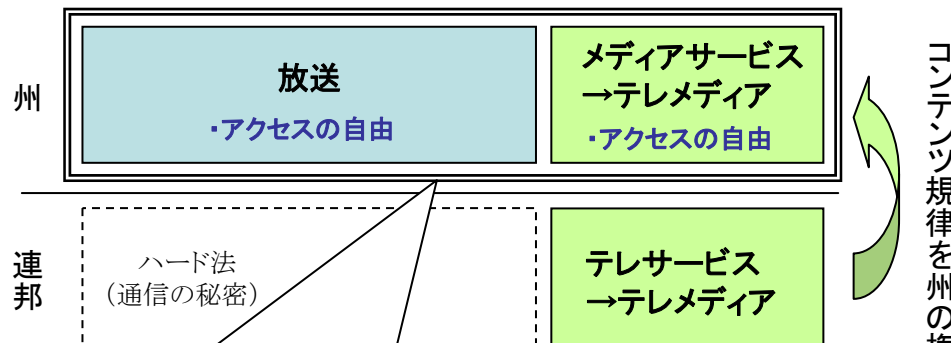 州
放送
・アクセスの自由
メディアサービス
→テレメディア
・アクセスの自由
連邦
ハード法
（通信の秘密）
テレサービス
→テレメディア
コンテンツ規律を州の